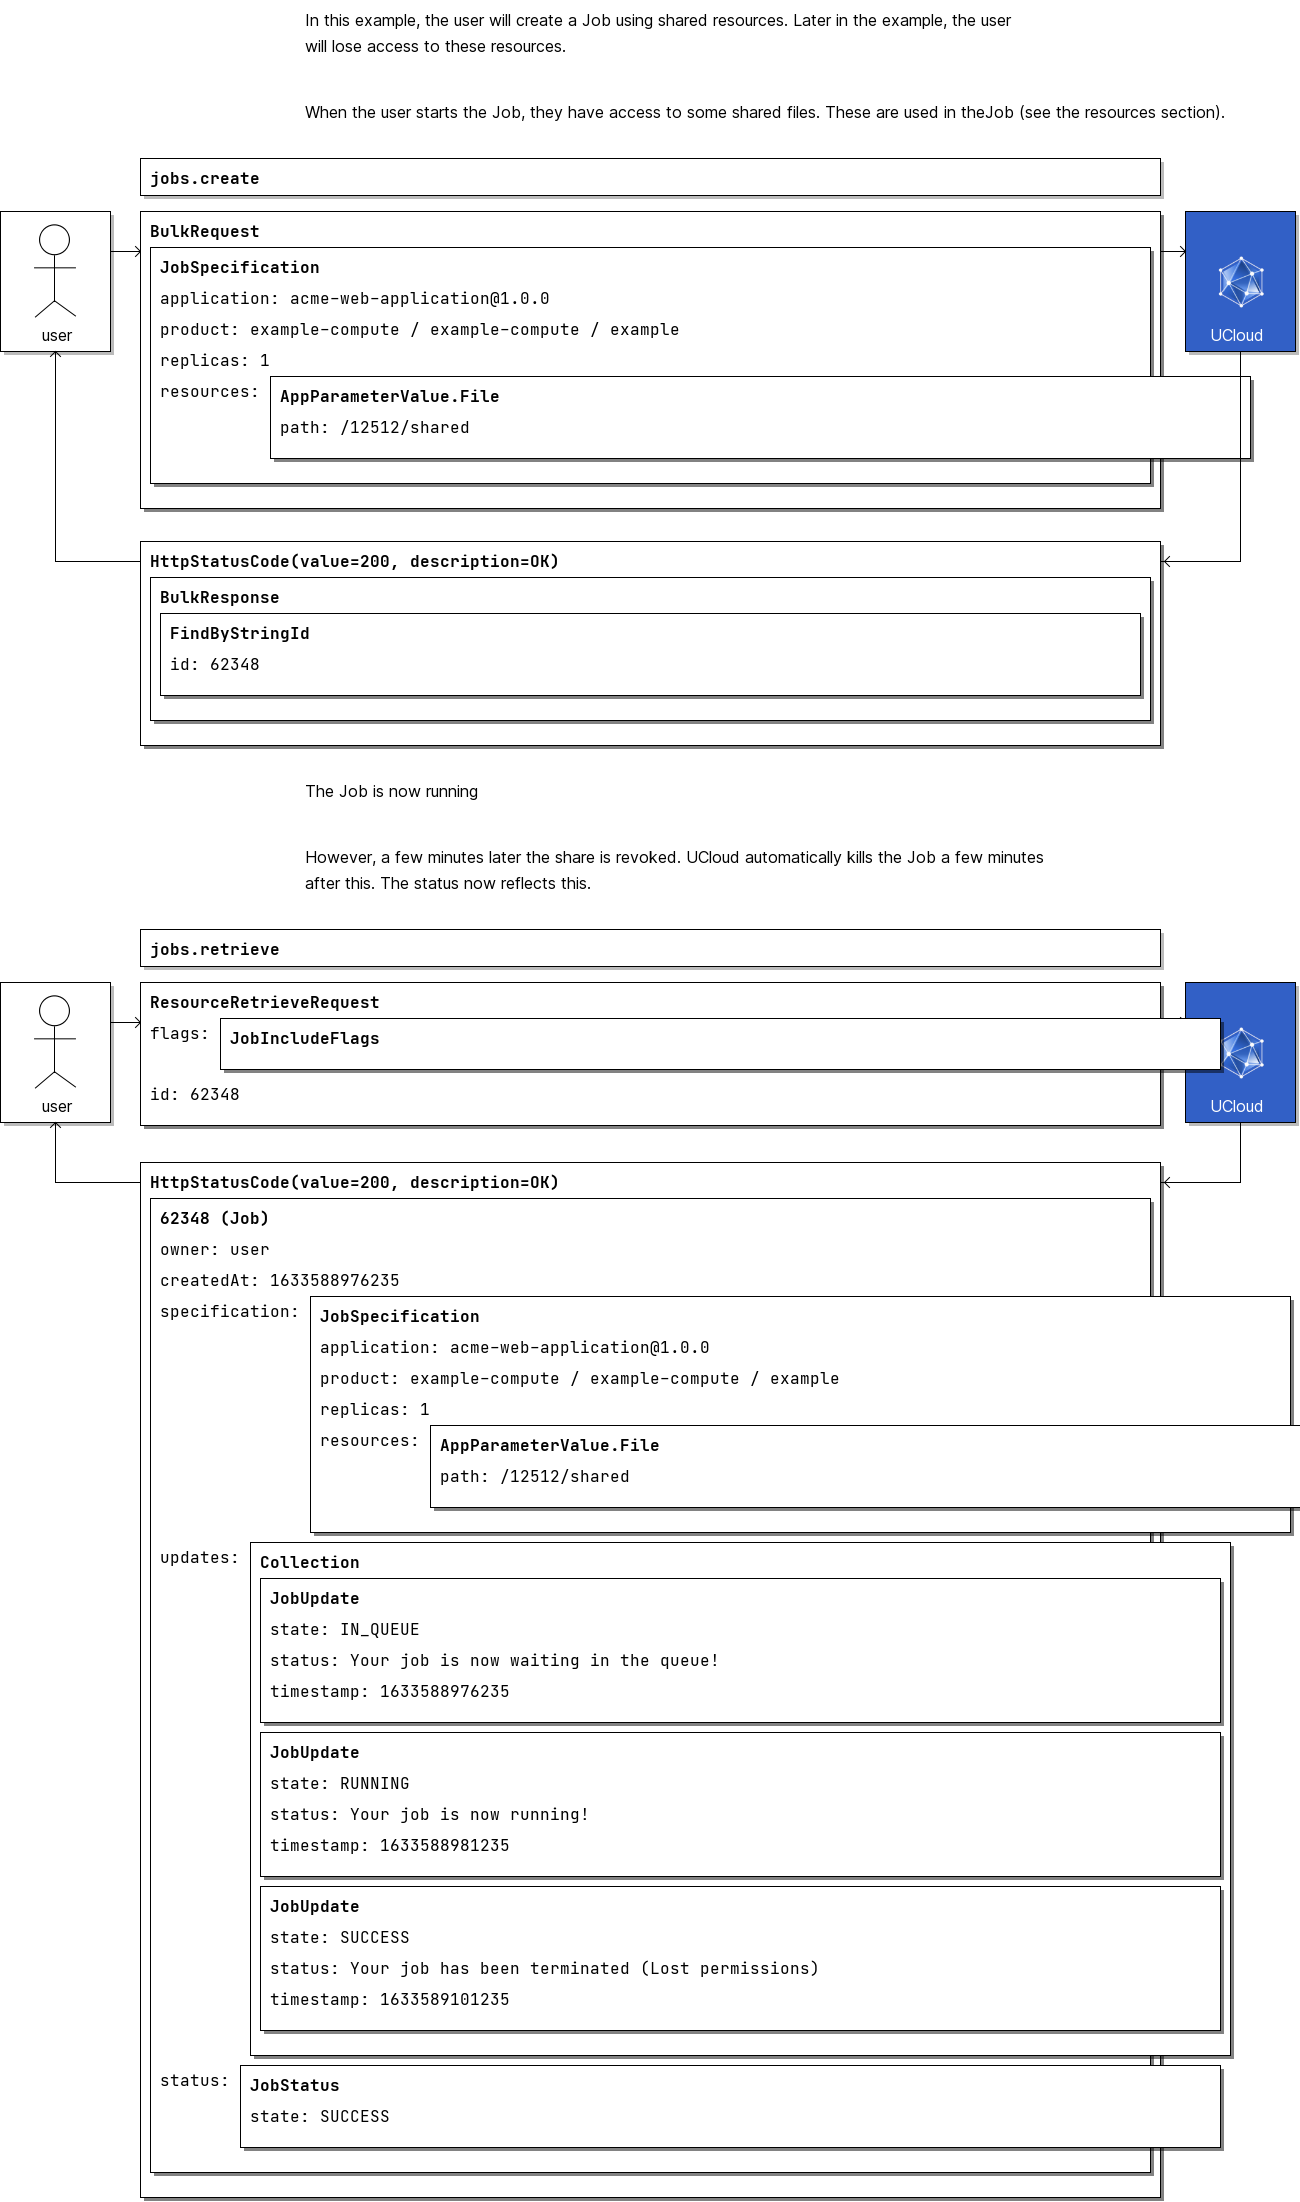 In this example, the user will create a Job using shared resources. Later in the example, the user
will lose access to these resources.
When the user starts the Job, they have access to some shared files. These are used in theJob (see the resources section).
jobs.create
BulkRequest
JobSpecification
application: acme-web-application@1.0.0
product: example-compute / example-compute / example
replicas: 1
resources:
AppParameterValue.File
path: /12512/shared
user
UCloud
HttpStatusCode(value=200, description=OK)
BulkResponse
FindByStringId
id: 62348
The Job is now running
However, a few minutes later the share is revoked. UCloud automatically kills the Job a few minutes
after this. The status now reflects this.
jobs.retrieve
ResourceRetrieveRequest
flags:
JobIncludeFlags
id: 62348
user
UCloud
HttpStatusCode(value=200, description=OK)
62348 (Job)
owner: user
createdAt: 1633588976235
specification:
JobSpecification
application: acme-web-application@1.0.0
product: example-compute / example-compute / example
replicas: 1
resources:
AppParameterValue.File
path: /12512/shared
updates:
Collection
JobUpdate
state: IN_QUEUE
status: Your job is now waiting in the queue!
timestamp: 1633588976235
JobUpdate
state: RUNNING
status: Your job is now running!
timestamp: 1633588981235
JobUpdate
state: SUCCESS
status: Your job has been terminated (Lost permissions)
timestamp: 1633589101235
status:
JobStatus
state: SUCCESS